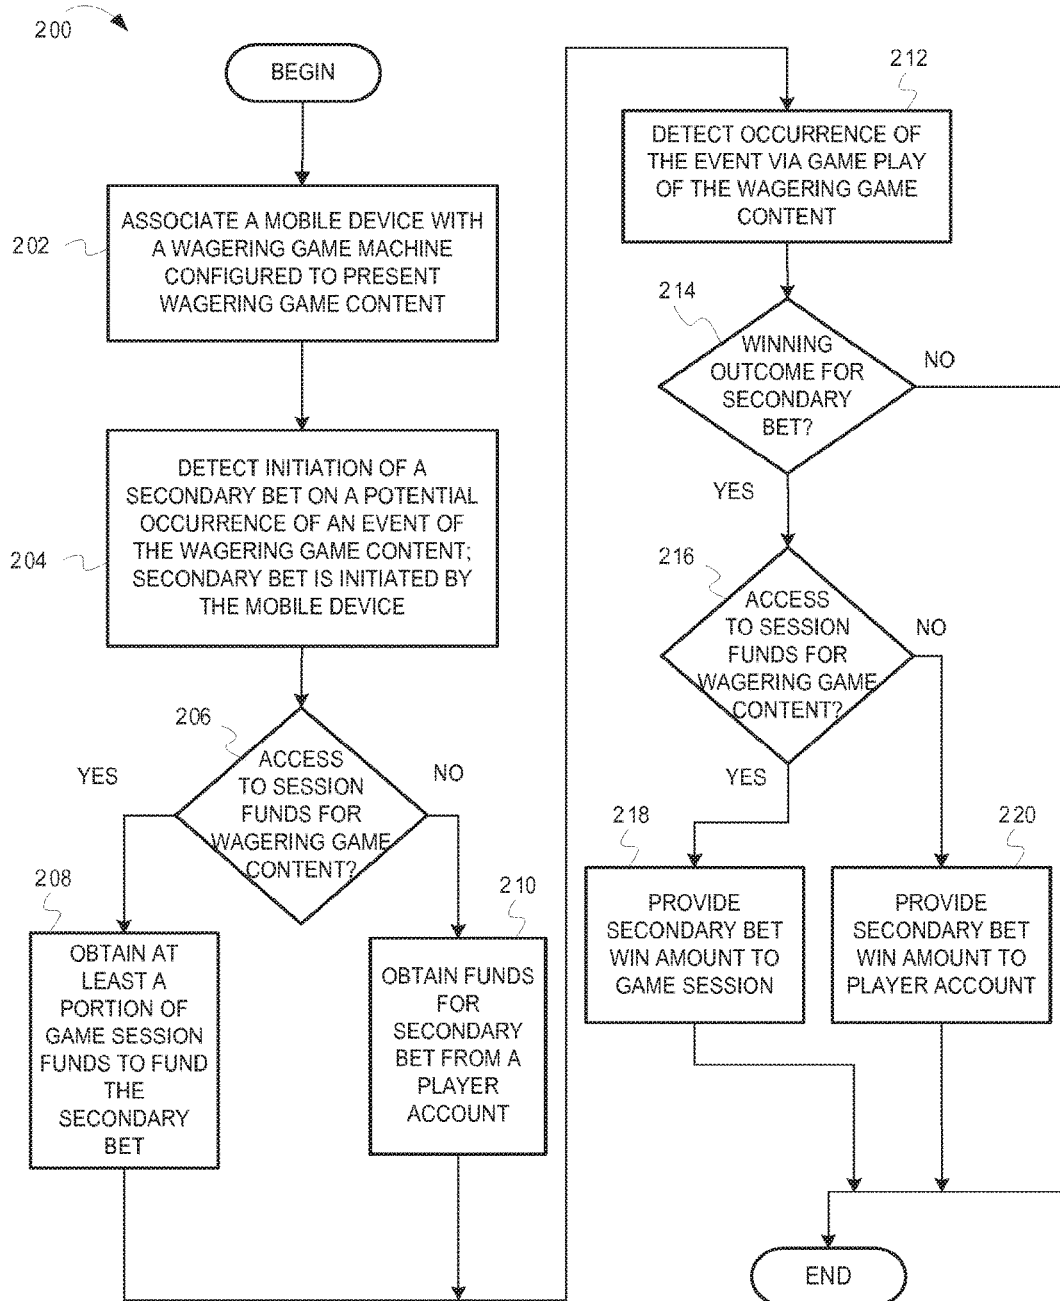 200
BEGIN
202
ASSOCIATE A MOBILE DEVICE WITH
A WAGERING GAME MACHINE
CONFIGURED TO PRESENT
WAGERING GAME CONTENT
204
DETECT INITIATION OF A
SECONDARY BET ON A POTENTIAL
OCCURRENCE OF AN EVENT OF
THE WAGERING GAME CONTENT;
SECONDARY BET IS INITIATED BY
THE MOBILE DEVICE
206
ACCESS
TO SESSION
FUNDS FOR
WAGERING GAME
CONTENT?
YES
NO
208
OBTAIN AT
LEAST A
PORTION OF
GAME SESSION
FUNDS TO FUND
THE
SECONDARY
BET
210
OBTAIN FUNDS
FOR
SECONDARY
BET FROM A
PLAYER
ACCOUNT
212
DETECT OCCURRENCE OF
THE EVENT VIA GAME PLAY
OF THE WAGERING GAME
CONTENT
214
WINNING
OUTCOME FOR
SECONDARY
BET?
NO
YES
216
ACCESS
TO SESSION
FUNDS FOR
WAGERING GAME
CONTENT?
NO
YES
218
PROVIDE
SECONDARY BET
WIN AMOUNT TO
GAME SESSION
220
PROVIDE
SECONDARY BET
WIN AMOUNT TO
PLAYER ACCOUNT
END